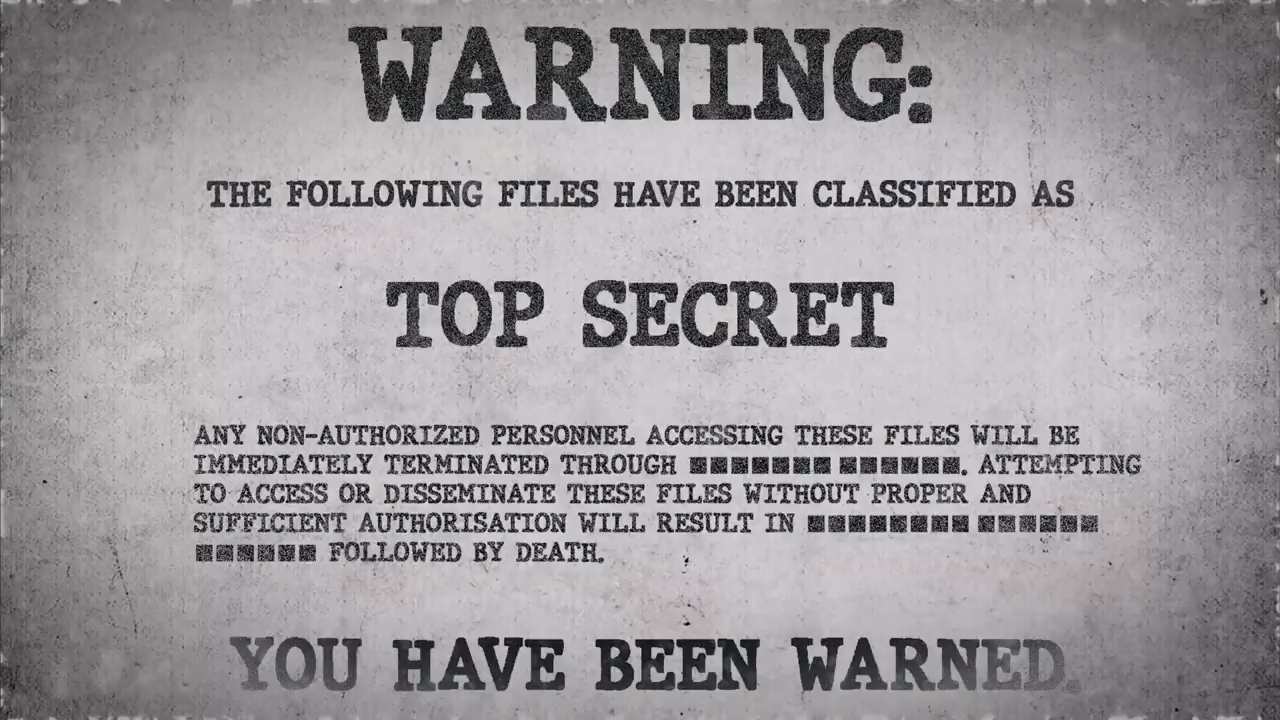 WARNING:
THE FOLLOWING FILES HAVE BEEN CLASSIFIED AS
TOP SECRET
ANY NON-AUTHORIZED PERSONNEL ACCESSING THESE FILES WILL BE
IMMEDIATELY TERMINATED THROUGH ■■■■■■■ ■■■■■■. ATTEMPTING
TO ACCESS OR DISSEMINATE THESE FILES WITHOUT PROPER AND
SUFFICIENT AUTHORISATION WILL RESULT IN ■■■■■■■■ ■■■■■■
■■■■■■ FOLLOWED BY DEATH.
YOU HAVE BEEN WARNED.